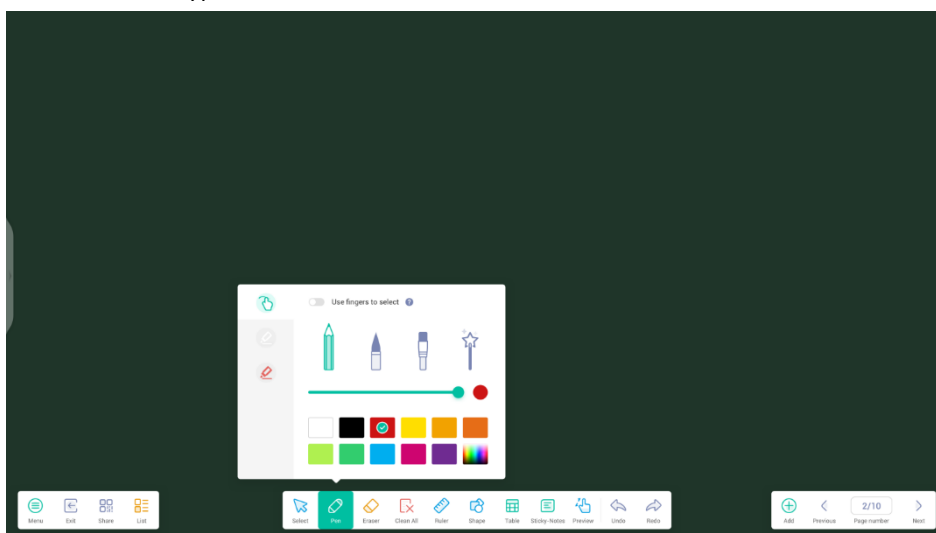 Use fingers to select ?
Menu Exit Share List
Select Pen Eraser Clean All Ruler Shape Table Sticky-Notes Preview Undo Redo
Add Previous 2/10 Page number Next